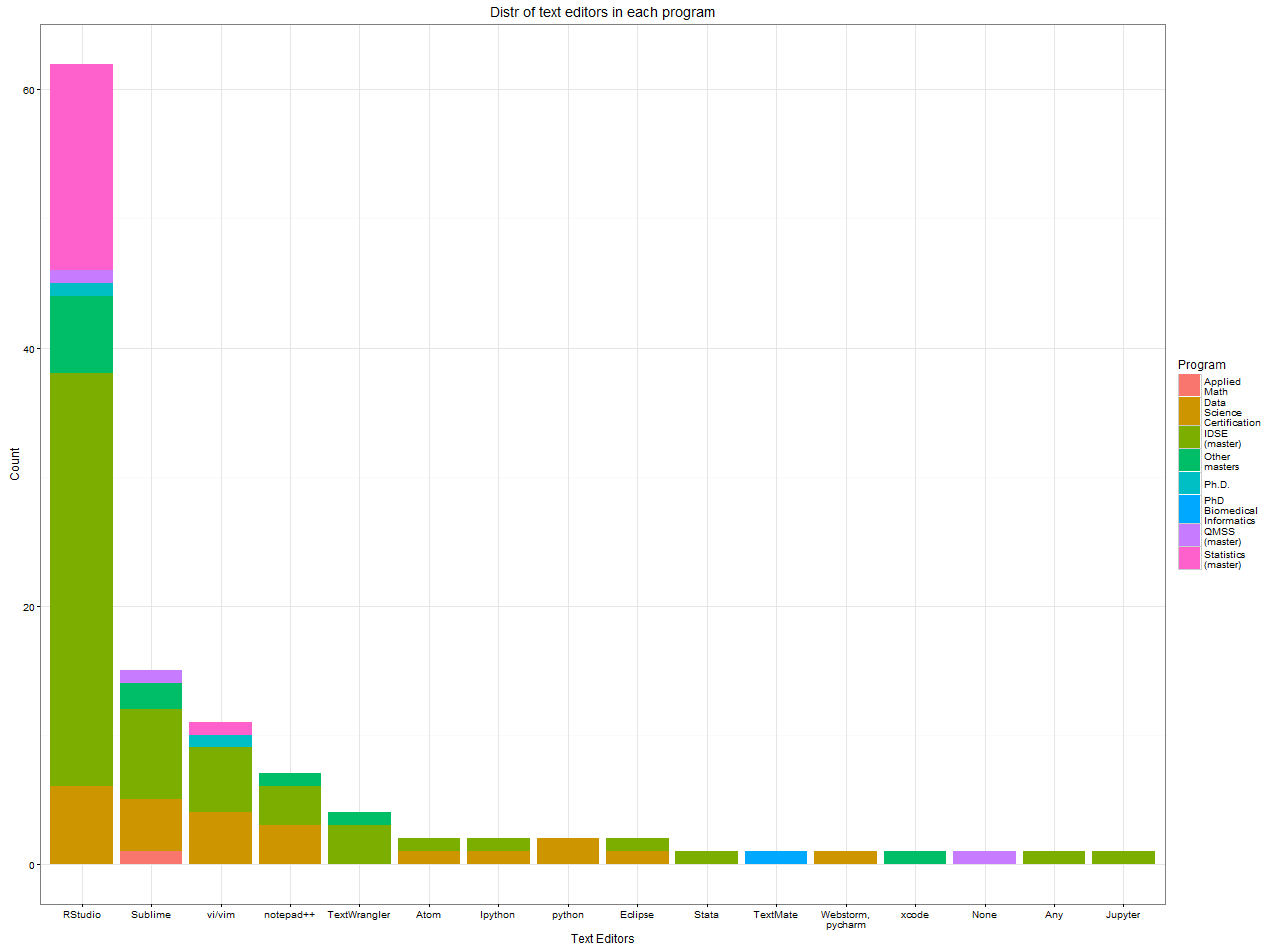 Distr of text editors in each program
60
40
20
0
Count
RStudio
Sublime
vi/vim
notepad++
TextWrangler
Atom
Ipython
python
Eclipse
Stata
TextMate
Webstorm,
pycharm
xcode
None
Any
Jupyter
Text Editors
Program
Applied
Math
Data
Science
Certification
IDSE
(master)
Other
masters
Ph.D.
PhD
Biomedical
Informatics
QMSS
(master)
Statistics
(master)